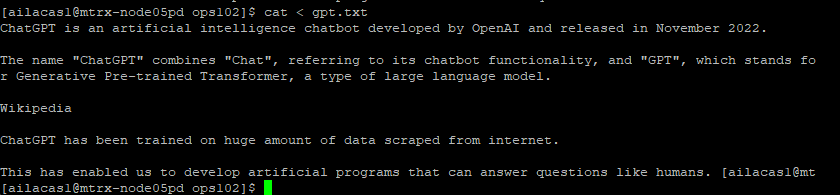 [ailacas1@mtrx-node05pd ops102]$ cat < gpt.txt
ChatGPT is an artificial intelligence chatbot developed by OpenAI and released in November 2022.
The name "ChatGPT" combines "Chat", referring to its chatbot functionality, and "GPT", which stands fo
r Generative Pre-trained Transformer, a type of large language model.
Wikipedia
ChatGPT has been trained on huge amount of data scraped from internet.
This has enabled us to develop artificial programs that can answer questions like humans. [ailacas1@mt
[ailacas1@mtrx-node05pd ops102]$